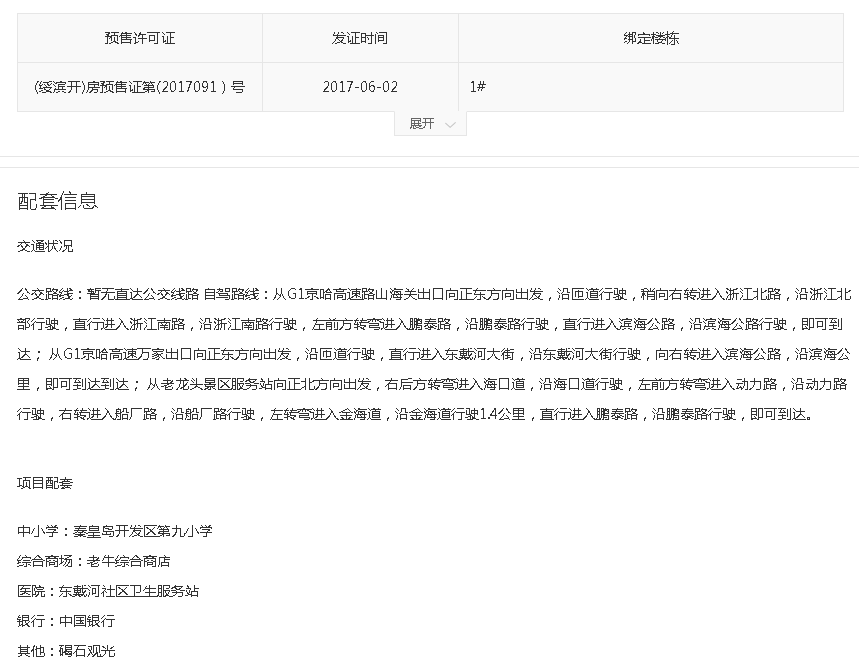 预售许可证 发证时间 绑定楼栋
(绥滨开)房预售证第(2017091）号 2017-06-02 1#
展开
配套信息
交通状况
公交路线：暂无直达公交线路 自驾路线：从G1京哈高速路山海关出口向正东方向出发，沿匝道行驶，稍向右转进入浙江北路，沿浙江北
部行驶，直行进入浙江南路，沿浙江南路行驶，左前方转弯进入鹏泰路，沿鹏泰路行驶，直行进入滨海公路，沿滨海公路行驶，即可到
达； 从G1京哈高速万家出口向正东方向出发，沿匝道行驶，直行进入东戴河大街，沿东戴河大街行驶，向右转进入滨海公路，沿滨海公
里，即可到达到达； 从老龙头景区服务站向正北方向出发，右后方转弯进入海口道，沿海口道行驶，左前方转弯进入动力路，沿动力路
行驶，右转进入船厂路，沿船厂路行驶，左转弯进入金海道，沿金海道行驶1.4公里，直行进入鹏泰路，沿鹏泰路行驶，即可到达。
项目配套
中小学：秦皇岛开发区第九小学
综合商场：老牛综合商店
医院：东戴河社区卫生服务站
银行：中国银行
其他：碣石观光